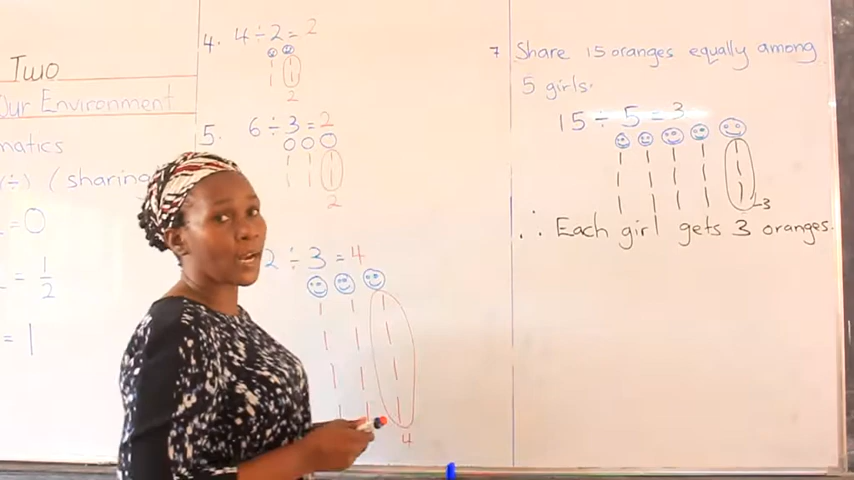 Two
Our Environment
(÷) (sharing
= 0
= 1/2
= 1
4. 4 ÷ 2 = 2
2
5. 6 ÷ 3 = 2
2
2 ÷ 3 = 4
4
7 Share 15 oranges equally among
5 girls.
15 ÷ 5 = 3
3
∴ Each girl gets 3 oranges.